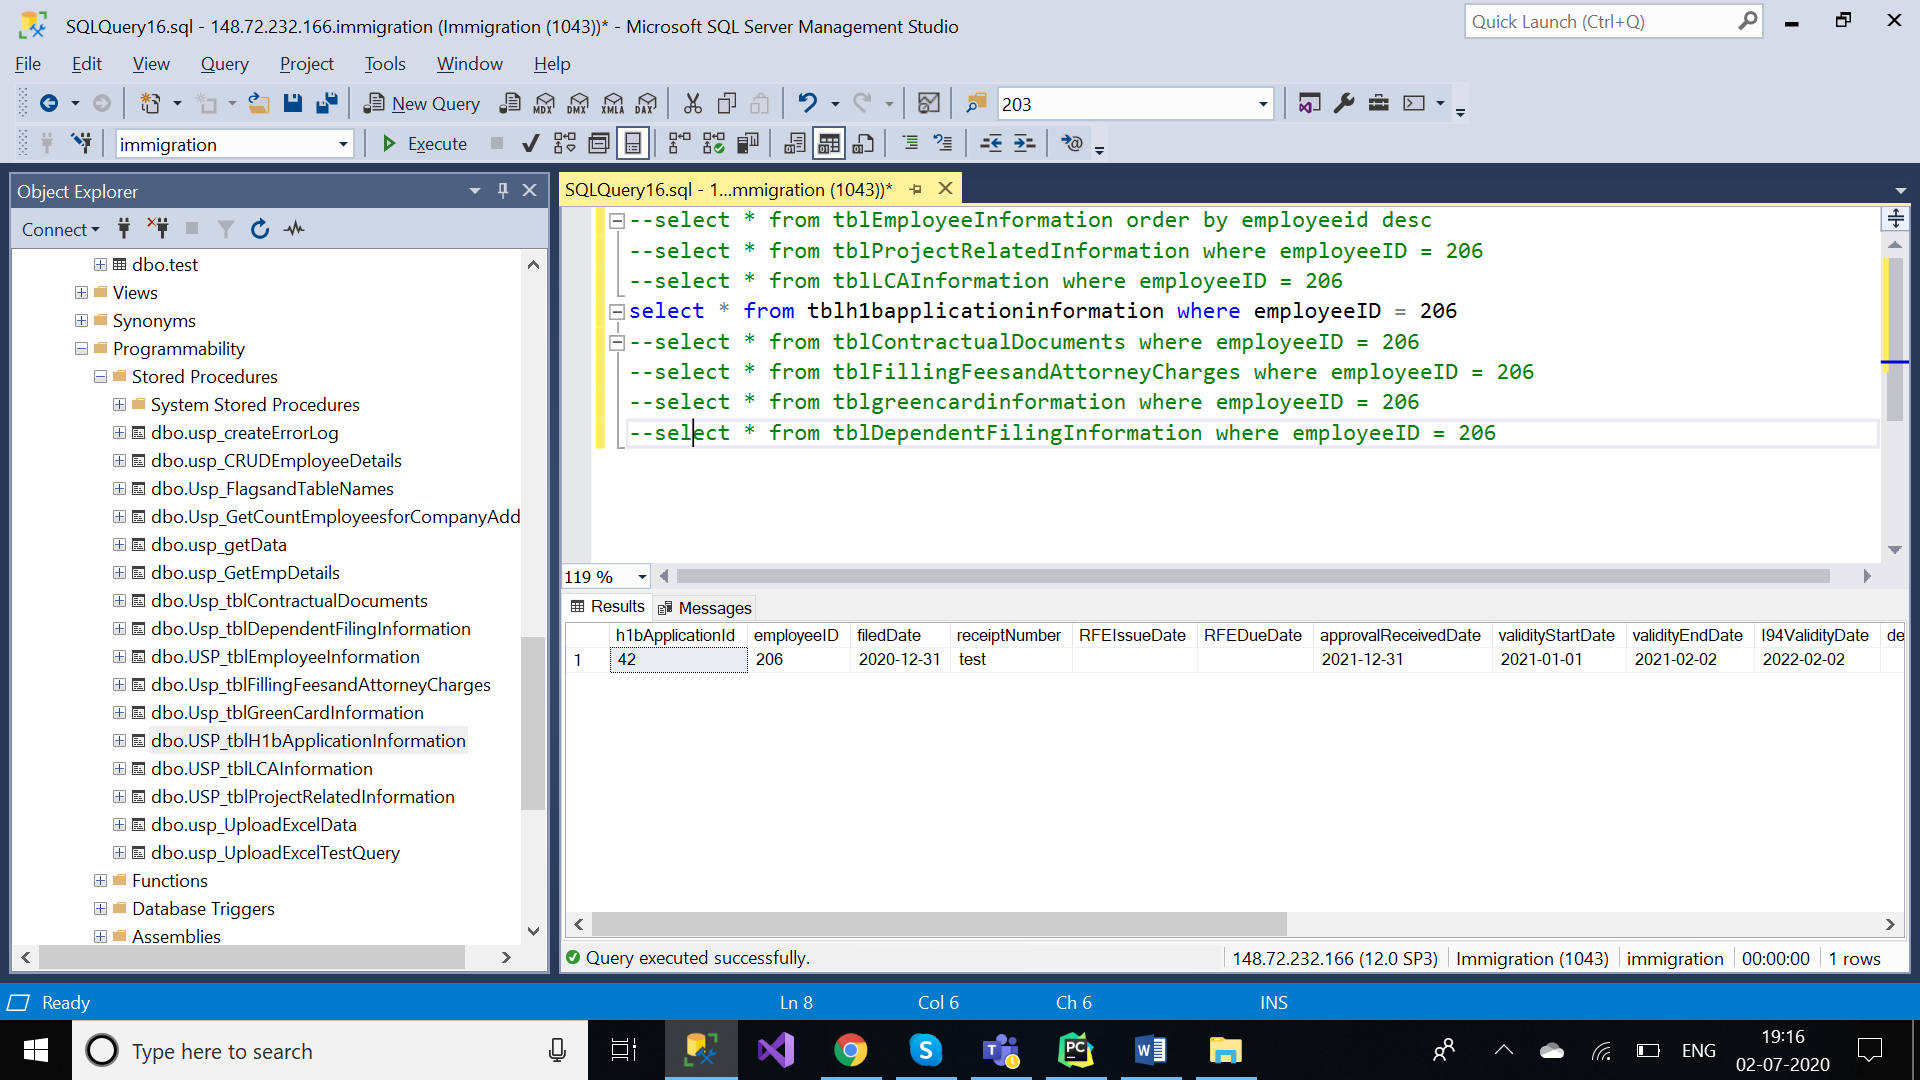 SQLQuery16.sql - 148.72.232.166.immigration (Immigration (1043))* - Microsoft SQL Server Management Studio
Quick Launch (Ctrl+Q)
File Edit View Query Project Tools Window Help
New Query MDX DMX XMLA DAX 203
immigration Execute
Object Explorer
Connect
dbo.test
Views
Synonyms
Programmability
Stored Procedures
System Stored Procedures
dbo.usp_createErrorLog
dbo.usp_CRUDEmployeeDetails
dbo.Usp_FlagsandTableNames
dbo.Usp_GetCountEmployeesforCompanyAdd
dbo.usp_getData
dbo.usp_GetEmpDetails
dbo.Usp_tblContractualDocuments
dbo.Usp_tblDependentFilingInformation
dbo.USP_tblEmployeeInformation
dbo.Usp_tblFillingFeesandAttorneyCharges
dbo.Usp_tblGreenCardInformation
dbo.USP_tblH1bApplicationInformation
dbo.USP_tblLCAInformation
dbo.USP_tblProjectRelatedInformation
dbo.usp_UploadExcelData
dbo.usp_UploadExcelTestQuery
Functions
Database Triggers
Assemblies
SQLQuery16.sql - 1...mmigration (1043))*
--select * from tblEmployeeInformation order by employeeid desc
--select * from tblProjectRelatedInformation where employeeID = 206
--select * from tblLCAInformation where employeeID = 206
select * from tblh1bapplicationinformation where employeeID = 206
--select * from tblContractualDocuments where employeeID = 206
--select * from tblFillingFeesandAttorneyCharges where employeeID = 206
--select * from tblgreencardinformation where employeeID = 206
--select * from tblDependentFilingInformation where employeeID = 206
119 %
Results Messages
h1bApplicationId employeeID filedDate receiptNumber RFEIssueDate RFEDueDate approvalReceivedDate validityStartDate validityEndDate I94ValidityDate de
1 42 206 2020-12-31 test 2021-12-31 2021-01-01 2021-02-02 2022-02-02
Query executed successfully. 148.72.232.166 (12.0 SP3) Immigration (1043) immigration 00:00:00 1 rows
Ready Ln 8 Col 6 Ch 6 INS
Type here to search
S
T
PC
W
ENG
19:16
02-07-2020